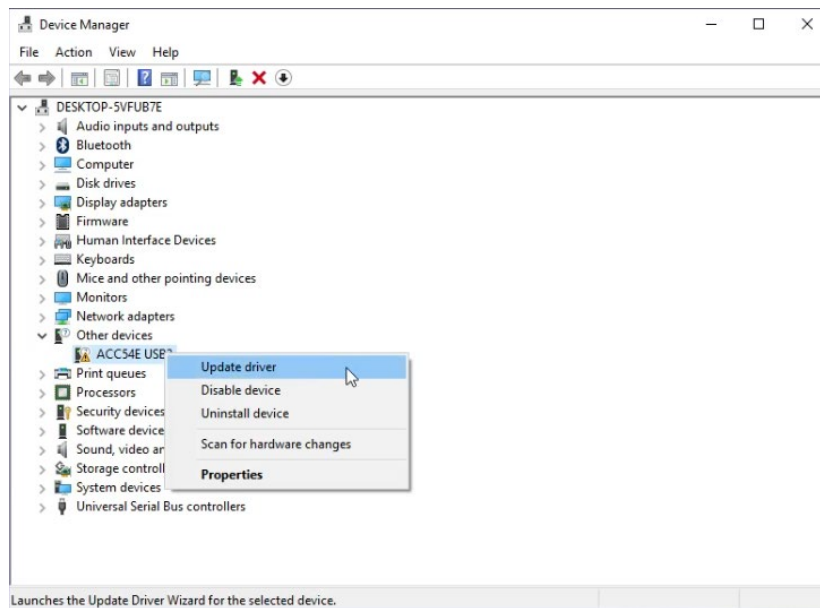 Device Manager
File Action View Help
DESKTOP-5VFUB7E
Audio inputs and outputs
Bluetooth
Computer
Disk drives
Display adapters
Firmware
Human Interface Devices
Keyboards
Mice and other pointing devices
Monitors
Network adapters
Other devices
ACC54E USB2
Update driver
Print queues
Disable device
Processors
Uninstall device
Security devices
Software device
Scan for hardware changes
Sound, video an
Storage controll
Properties
System devices
Universal Serial Bus controllers
Launches the Update Driver Wizard for the selected device.